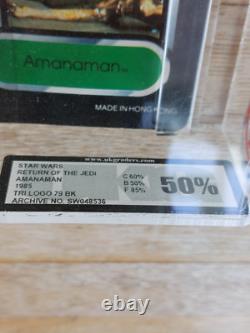 Amanaman™
MADE IN HONG KONG
www.ukgraders.com
STAR WARS
RETURN OF THE JEDI
AMANAMAN
1985
TRI LOGO 79 BK
ARCHIVE NO. SW048536
C 60%
B 50%
F 85%
50%